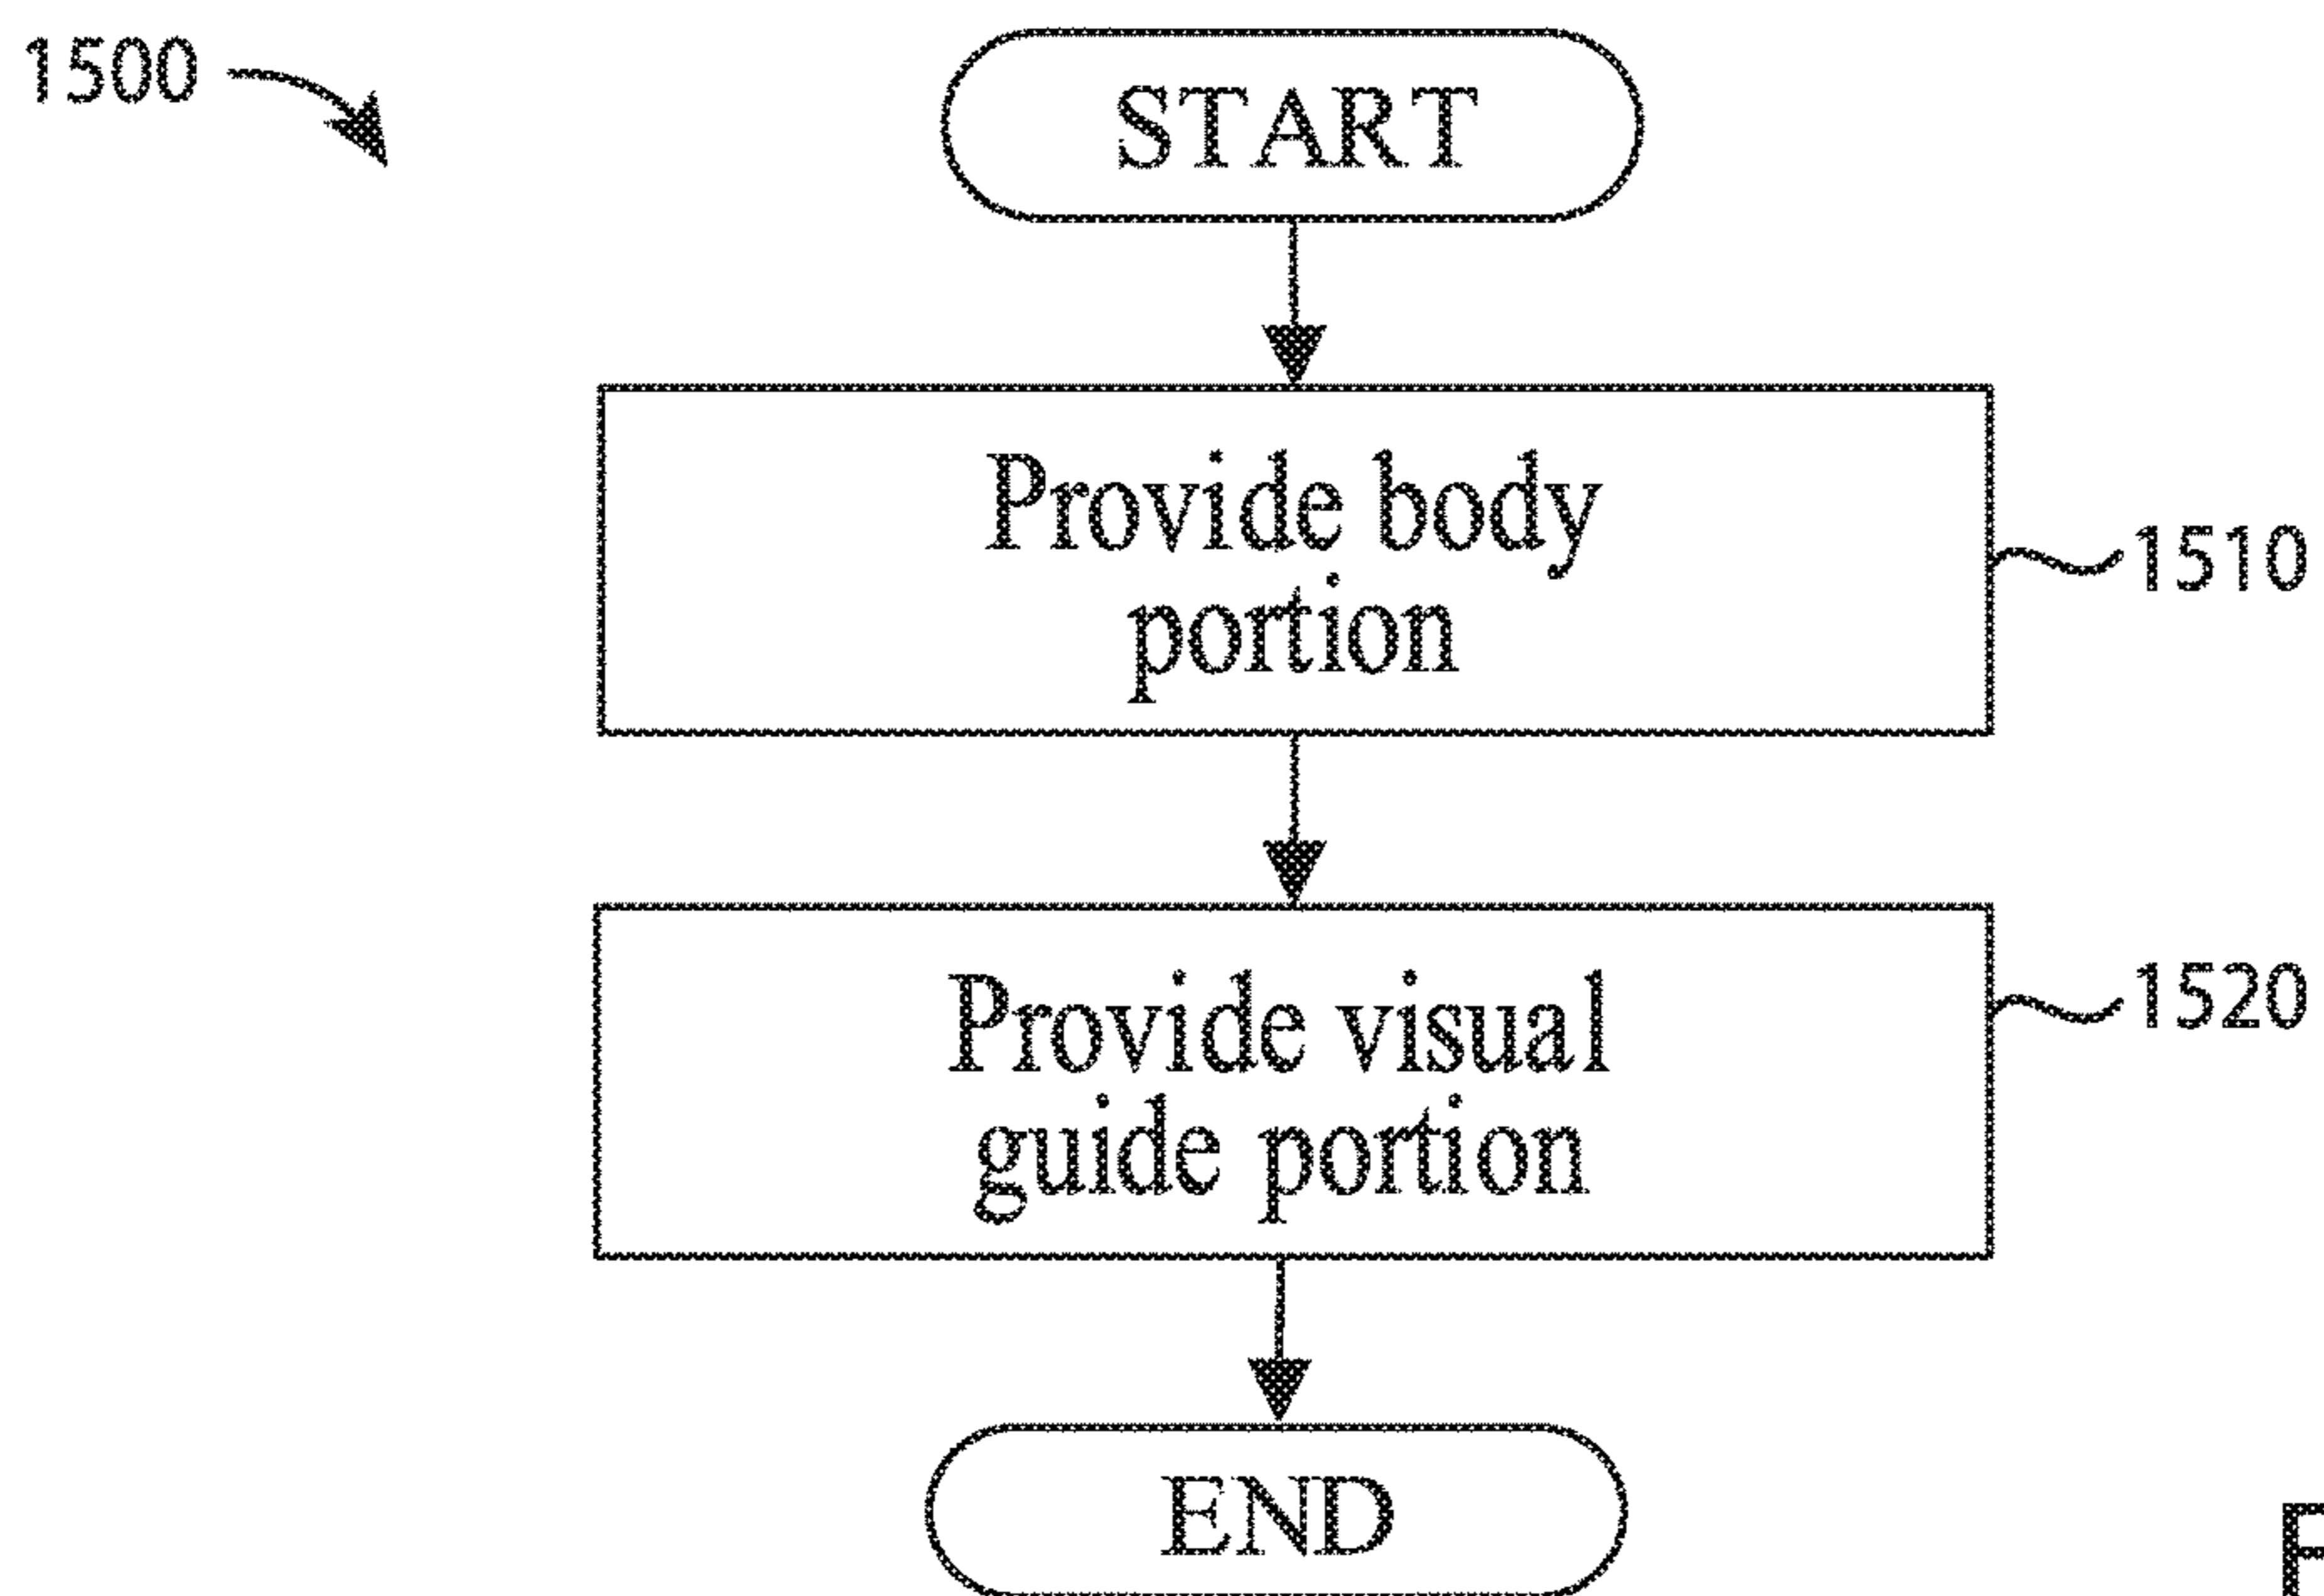 1500
START
Provide body
portion
1510
Provide visual
guide portion
1520
END
F